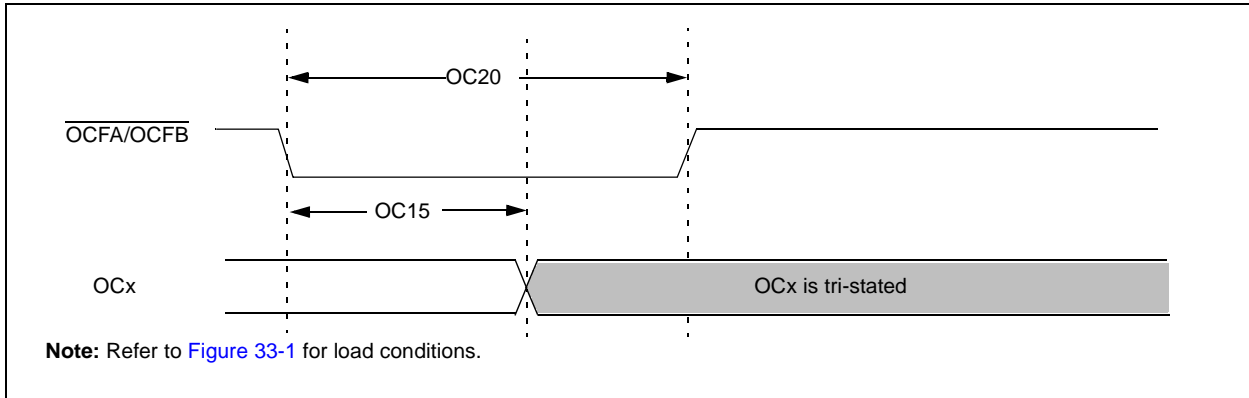 OC20
OCFA/OCFB
OC15
OCx
OCx is tri-stated
Note: Refer to Figure 33-1 for load conditions.